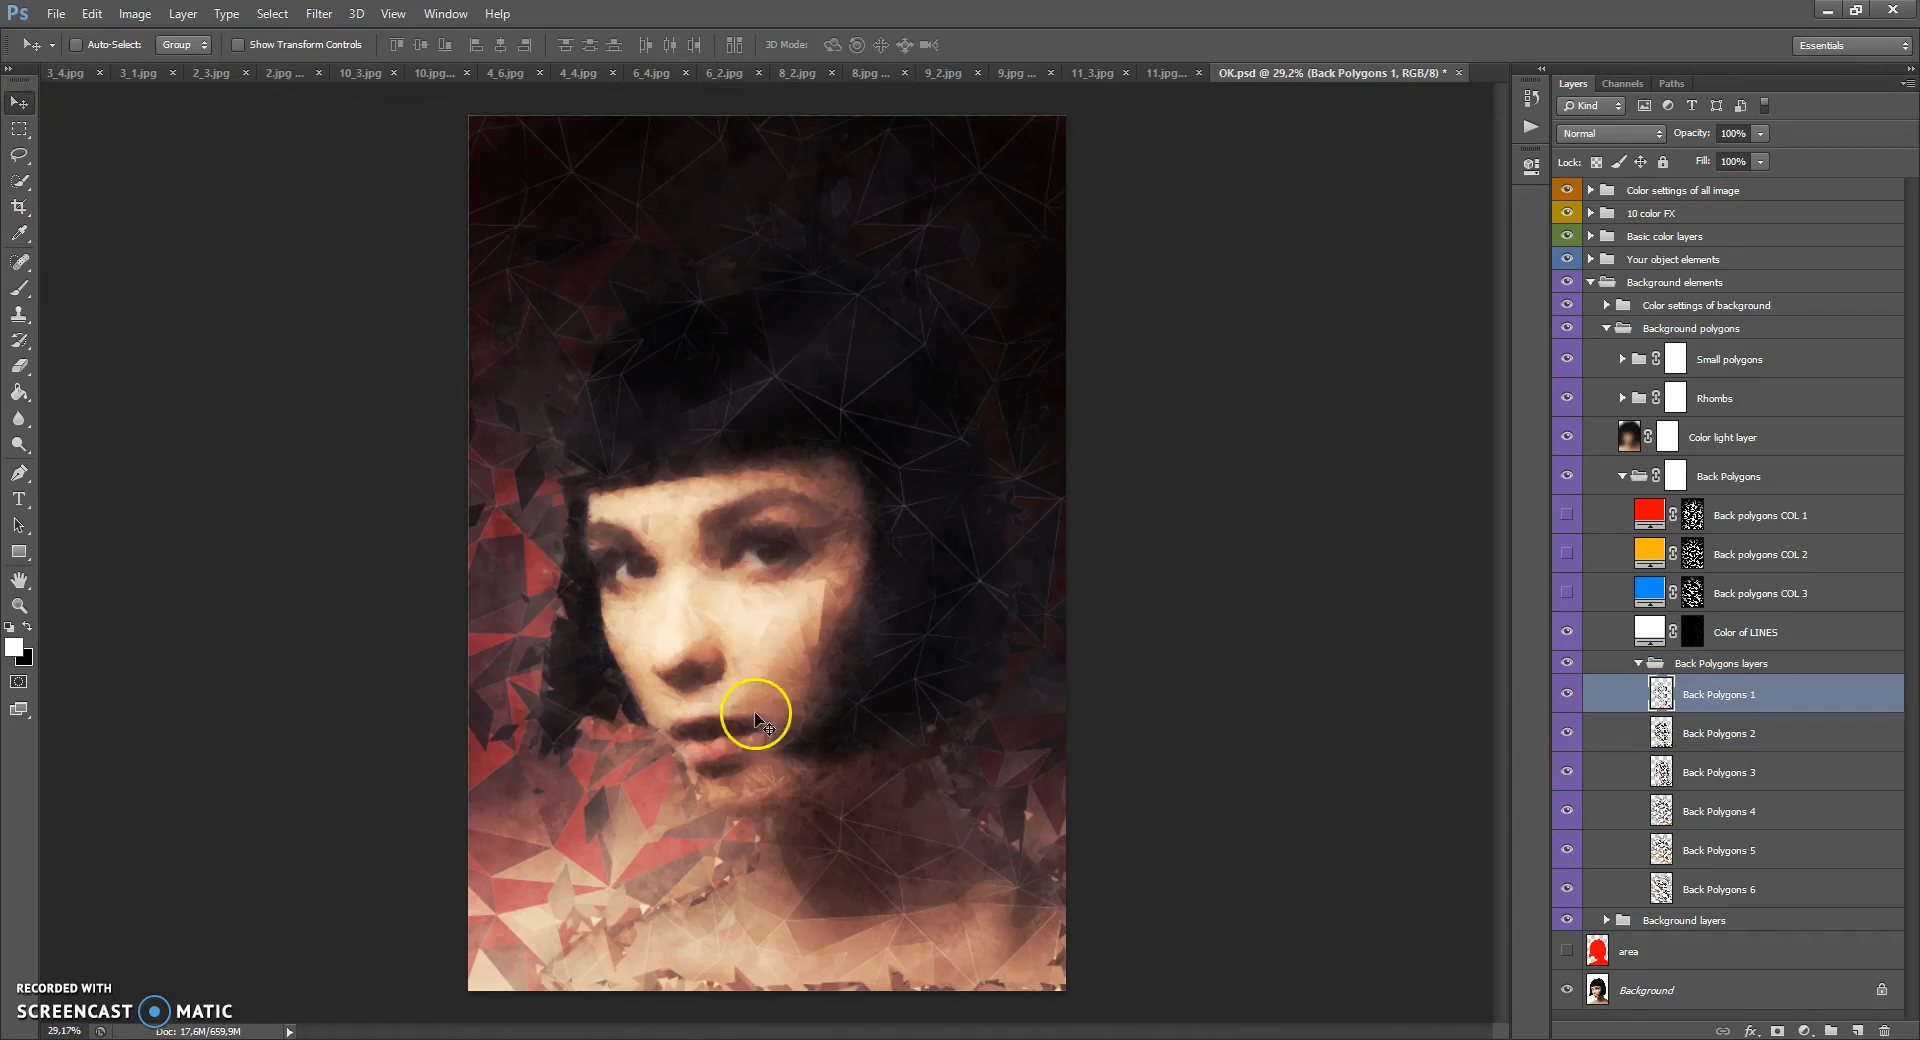 Ps File Edit Image Layer Type Select Filter 3D View Window Help
Auto-Select: Group Show Transform Controls 3D Mode: Essentials
3_4.jpg × 3_1.jpg × 2_3.jpg × 2.jpg ... × 10_3.jpg × 10.jpg... × 4_6.jpg × 4_4.jpg × 6_4.jpg × 6_2.jpg × 8_2.jpg × 8.jpg ... × 9_2.jpg × 9.jpg ... × 11_3.jpg × 11.jpg... × OK.psd @ 29,2% (Back Polygons 1, RGB/8) * ×
Layers Channels Paths
Kind
Normal Opacity: 100%
Lock: Fill: 100%
Color settings of all image
10 color FX
Basic color layers
Your object elements
Background elements
Color settings of background
Background polygons
Small polygons
Rhombs
Color light layer
Back Polygons
Back polygons COL 1
Back polygons COL 2
Back polygons COL 3
Color of LINES
Back Polygons layers
Back Polygons 1
Back Polygons 2
Back Polygons 3
Back Polygons 4
Back Polygons 5
Back Polygons 6
Background layers
area
Background
RECORDED WITH
SCREENCAST MATIC
29,17% Doc: 17,6M/659,9M